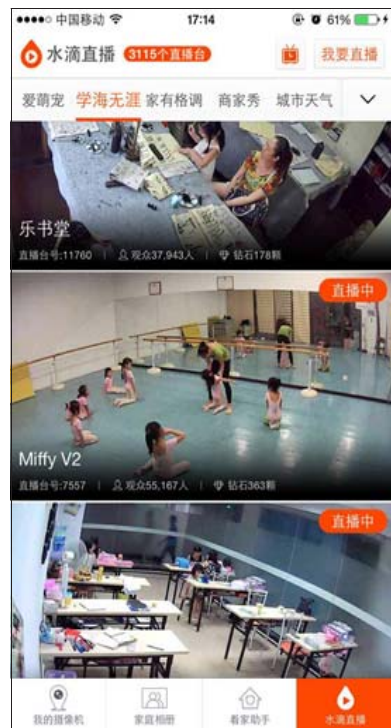 中国移动 17:14 61%
水滴直播 3115个直播台 我要直播
爱萌宠 学海无涯 家有格调 商家秀 城市天气
乐书堂
直播台号:11760 | 观众37,943人 | 钻石178颗
直播中
Miffy V2
直播台号:7557 | 观众55,167人 | 钻石363颗
直播中
我的摄像机 家庭相册 看家助手 水滴直播